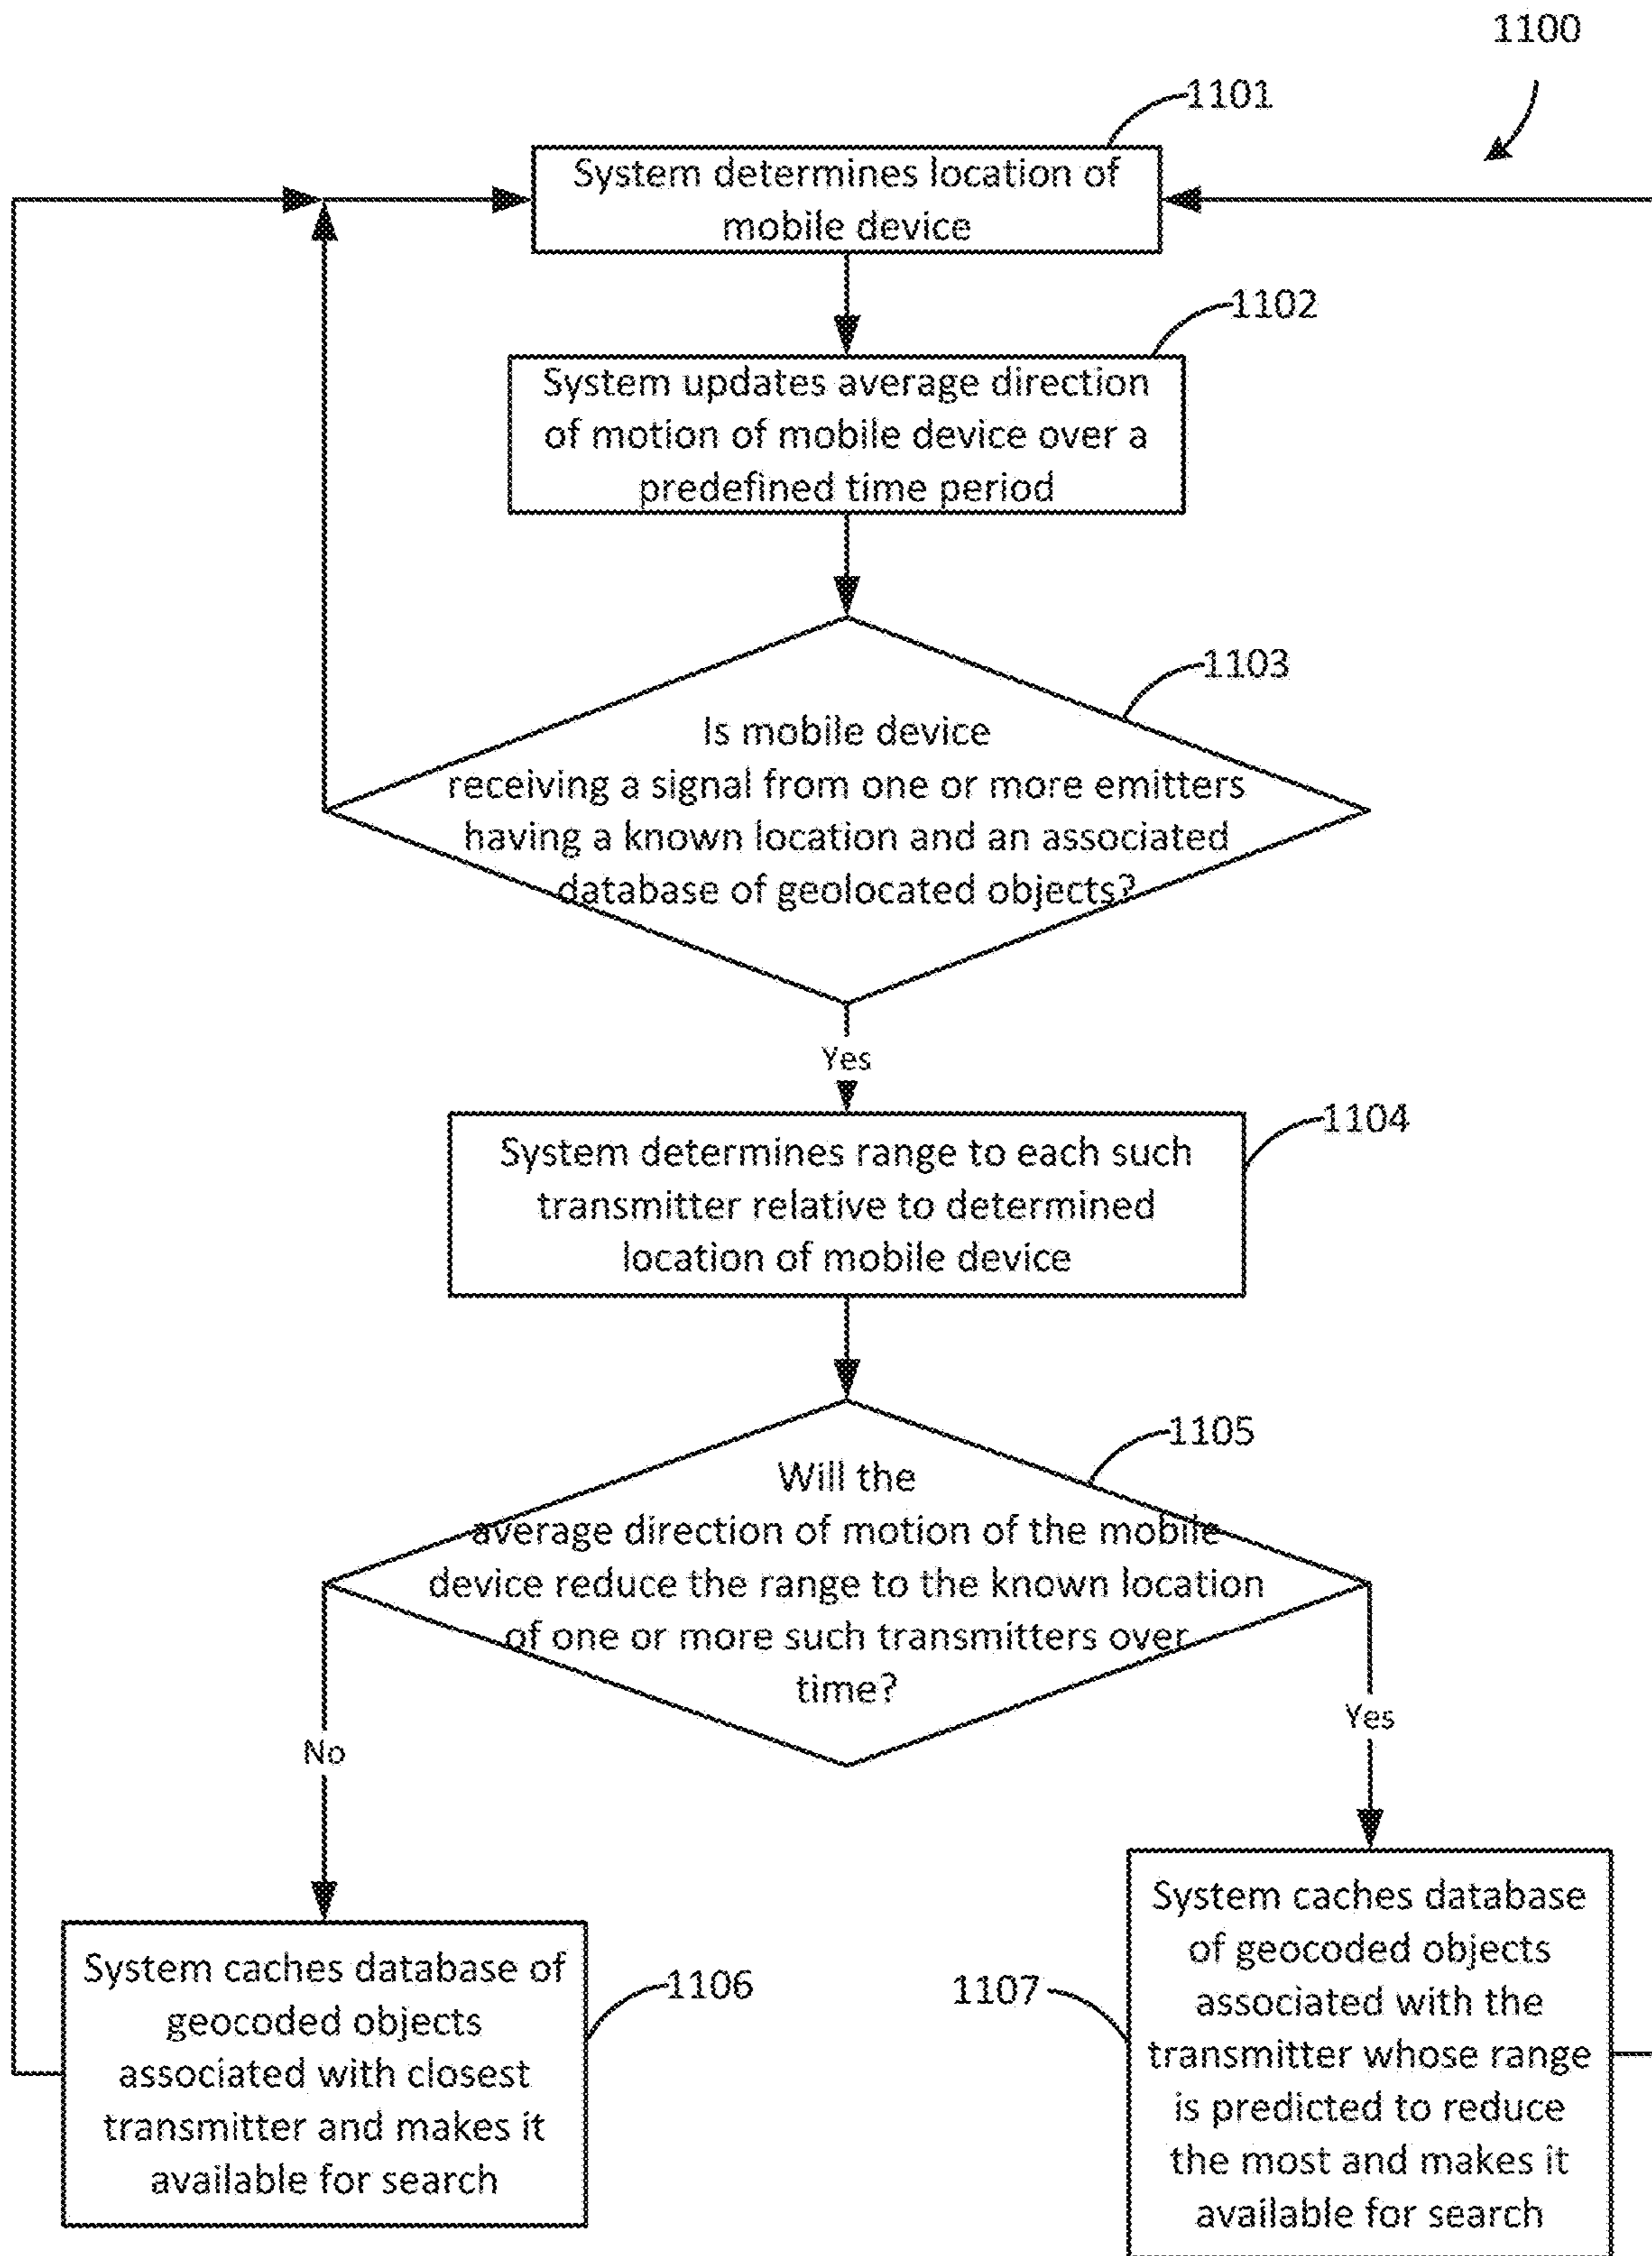 1100
1101
System determines location of
mobile device
1102
System updates average direction
of motion of mobile device over a
predefined time period
1103
Is mobile device
receiving a signal from one or more emitters
having a known location and an associated
database of geolocated objects?
Yes
1104
System determines range to each such
transmitter relative to determined
location of mobile device
1105
Will the
average direction of motion of the mobile
device reduce the range to the known location
of one or more such transmitters over
time?
No
Yes
System caches database of
geocoded objects
associated with closest
transmitter and makes it
available for search
1106
1107
System caches database
of geocoded objects
associated with the
transmitter whose range
is predicted to reduce
the most and makes it
available for search